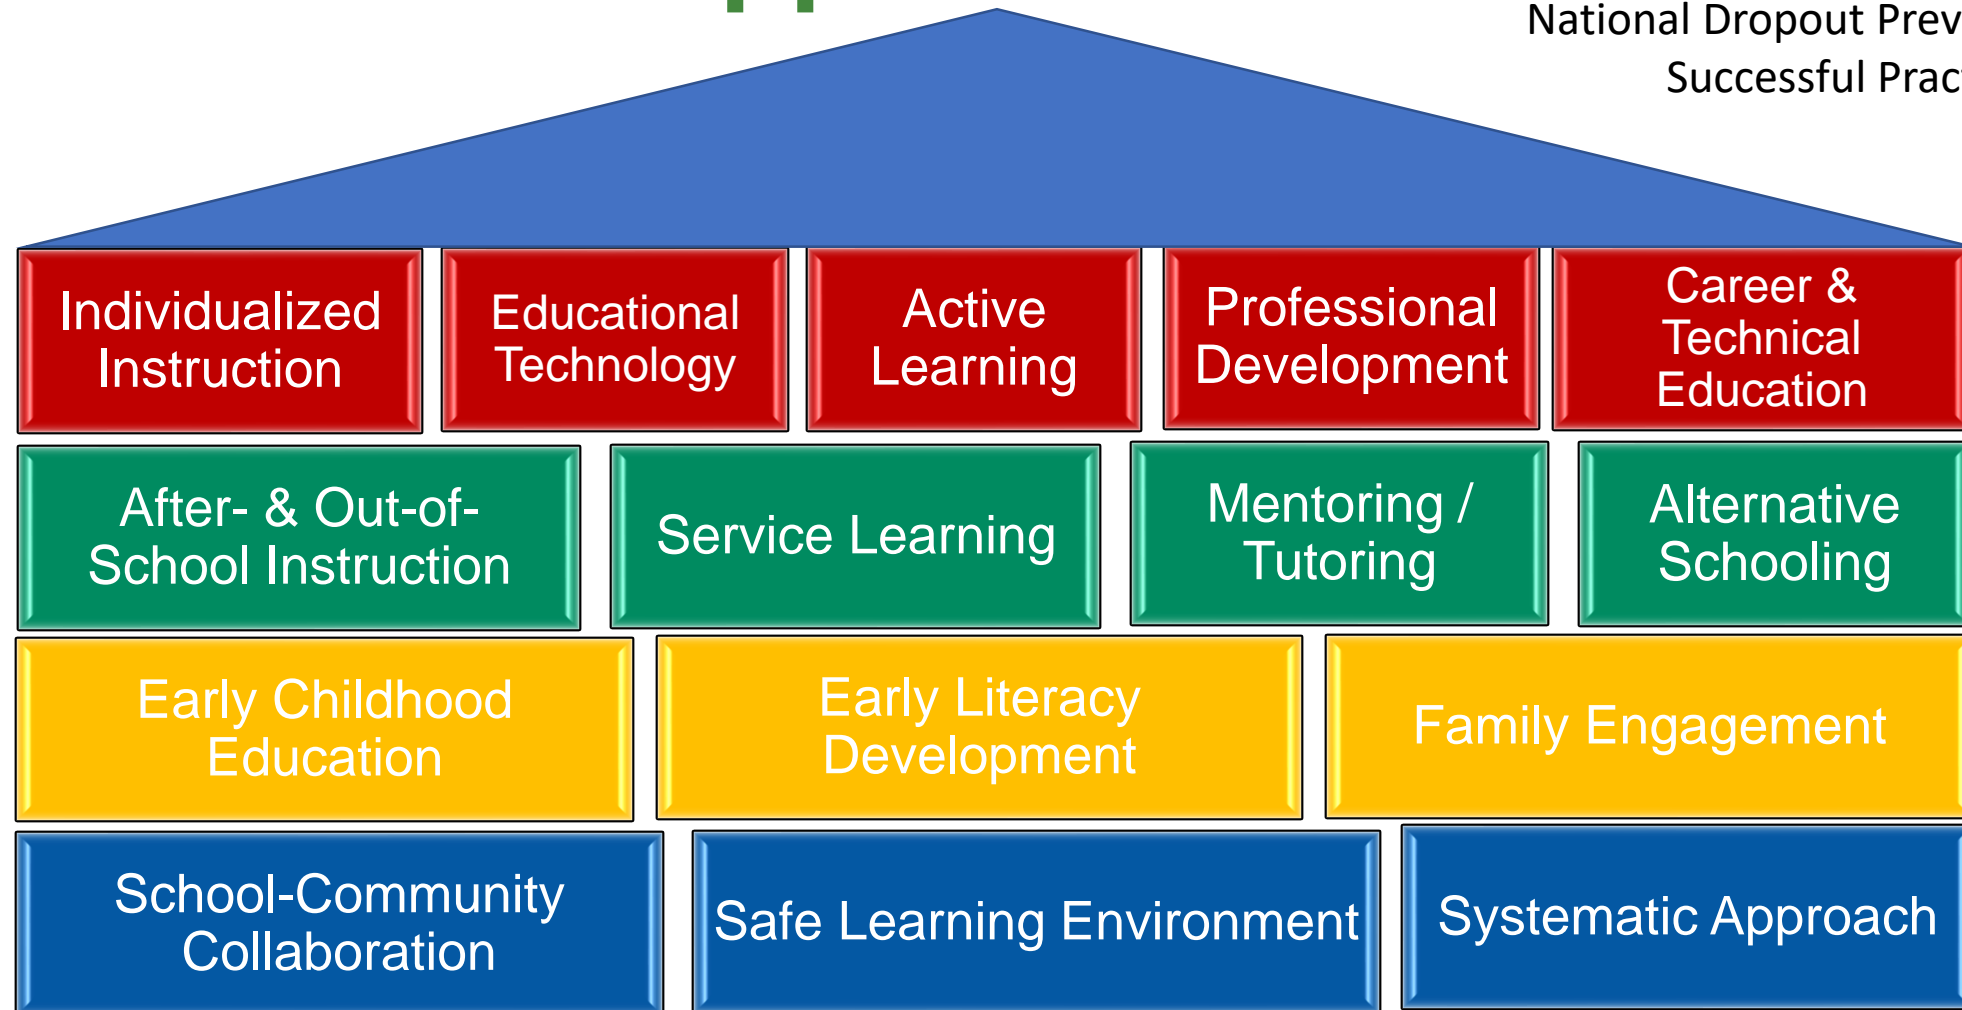 National Dropout
Successful
Individualized
Instruction
Educational
Technology
Active
Learning
Professional
Development
Career &
Technical
Education
After- & Out-of-
School Instruction
Service Learning
Mentoring /
Tutoring
Alternative
Schooling
Early Childhood
Education
Early Literacy
Development
Family Engagement
School-Community
Collaboration
Safe Learning Environment
Systematic Approach